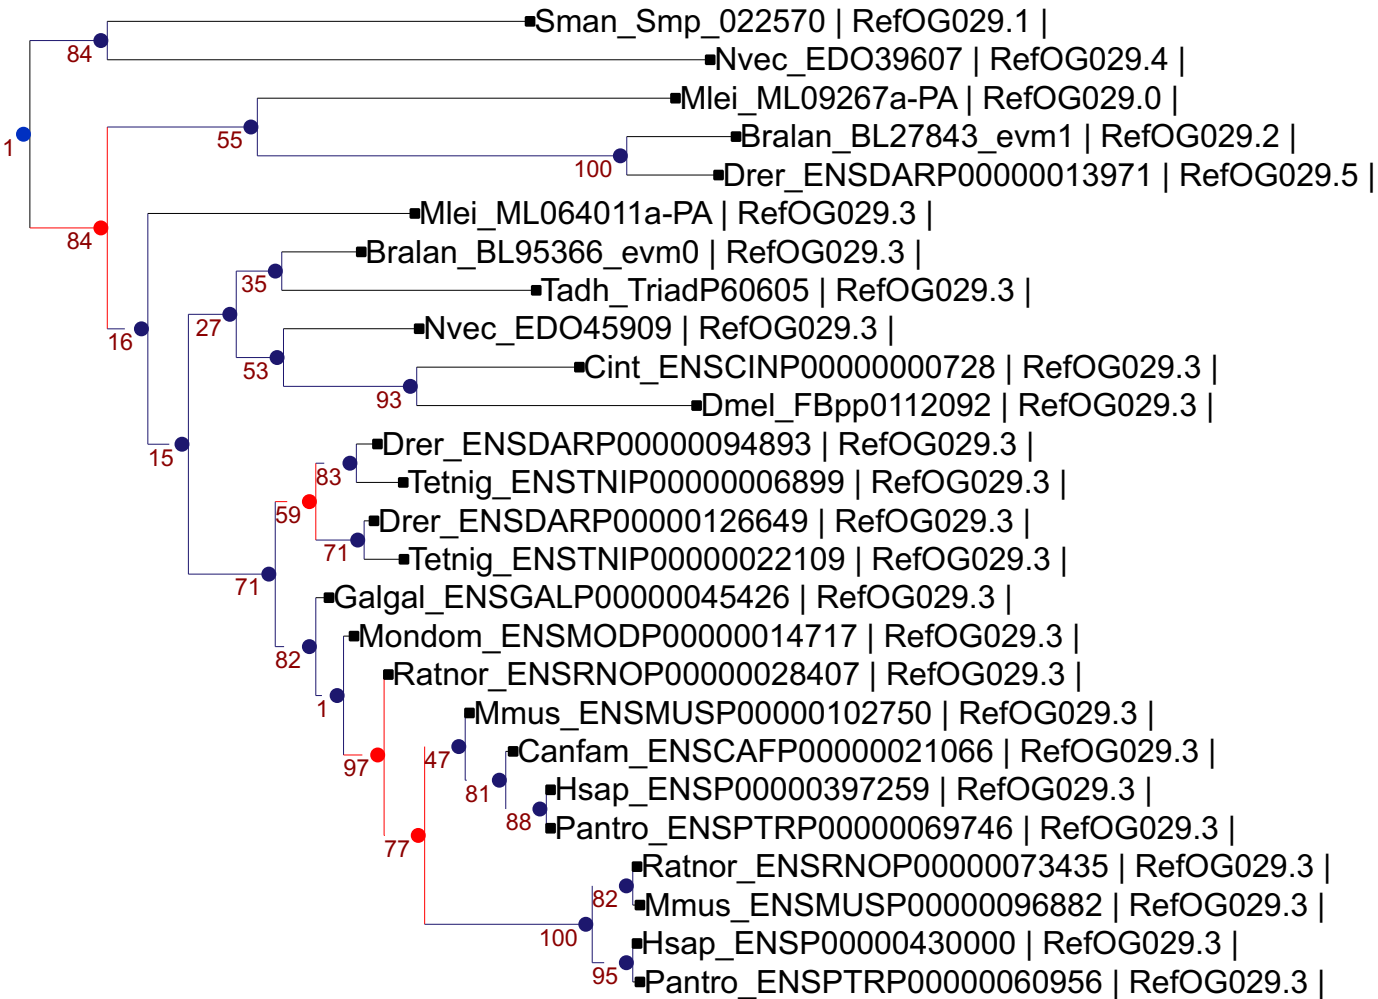 Sman_Smp_022570 | RefOG029.1 |
84
Nvec_EDO39607 | RefOG029.4 |
Mlei_ML09267a-PA | RefOG029.0 |
1
55
Bralan_BL27843_evm1 | RefOG029.2 |
100
Drer_ENSDARP00000013971 | RefOG029.5 |
84
Mlei_ML064011a-PA | RefOG029.3 |
Bralan_BL95366_evm0 | RefOG029.3 |
35
Tadh_TriadP60605 | RefOG029.3 |
27
16
Nvec_EDO45909 | RefOG029.3 |
53
Cint_ENSCINP00000000728 | RefOG029.3 |
93
Dmel_FBpp0112092 | RefOG029.3 |
15
Drer_ENSDARP00000094893 | RefOG029.3 |
83
Tetnig_ENSTNIP00000006899 | RefOG029.3 |
59
Drer_ENSDARP00000126649 | RefOG029.3 |
71
Tetnig_ENSTNIP00000022109 | RefOG029.3 |
71
Galgal_ENSGALP00000045426 | RefOG029.3 |
Mondom_ENSMODP00000014717 | RefOG029.3 |
82
Ratnor_ENSRNOP00000028407 | RefOG029.3 |
1
Mmus_ENSMUSP00000102750 | RefOG029.3 |
97
47
Canfam_ENSCAFP00000021066 | RefOG029.3 |
81
Hsap_ENSP00000397259 | RefOG029.3 |
88
Pantro_ENSPTRP00000069746 | RefOG029.3 |
77
Ratnor_ENSRNOP00000073435 | RefOG029.3 |
82
Mmus_ENSMUSP00000096882 | RefOG029.3 |
100
Hsap_ENSP00000430000 | RefOG029.3 |
95
Pantro_ENSPTRP00000060956 | RefOG029.3 |